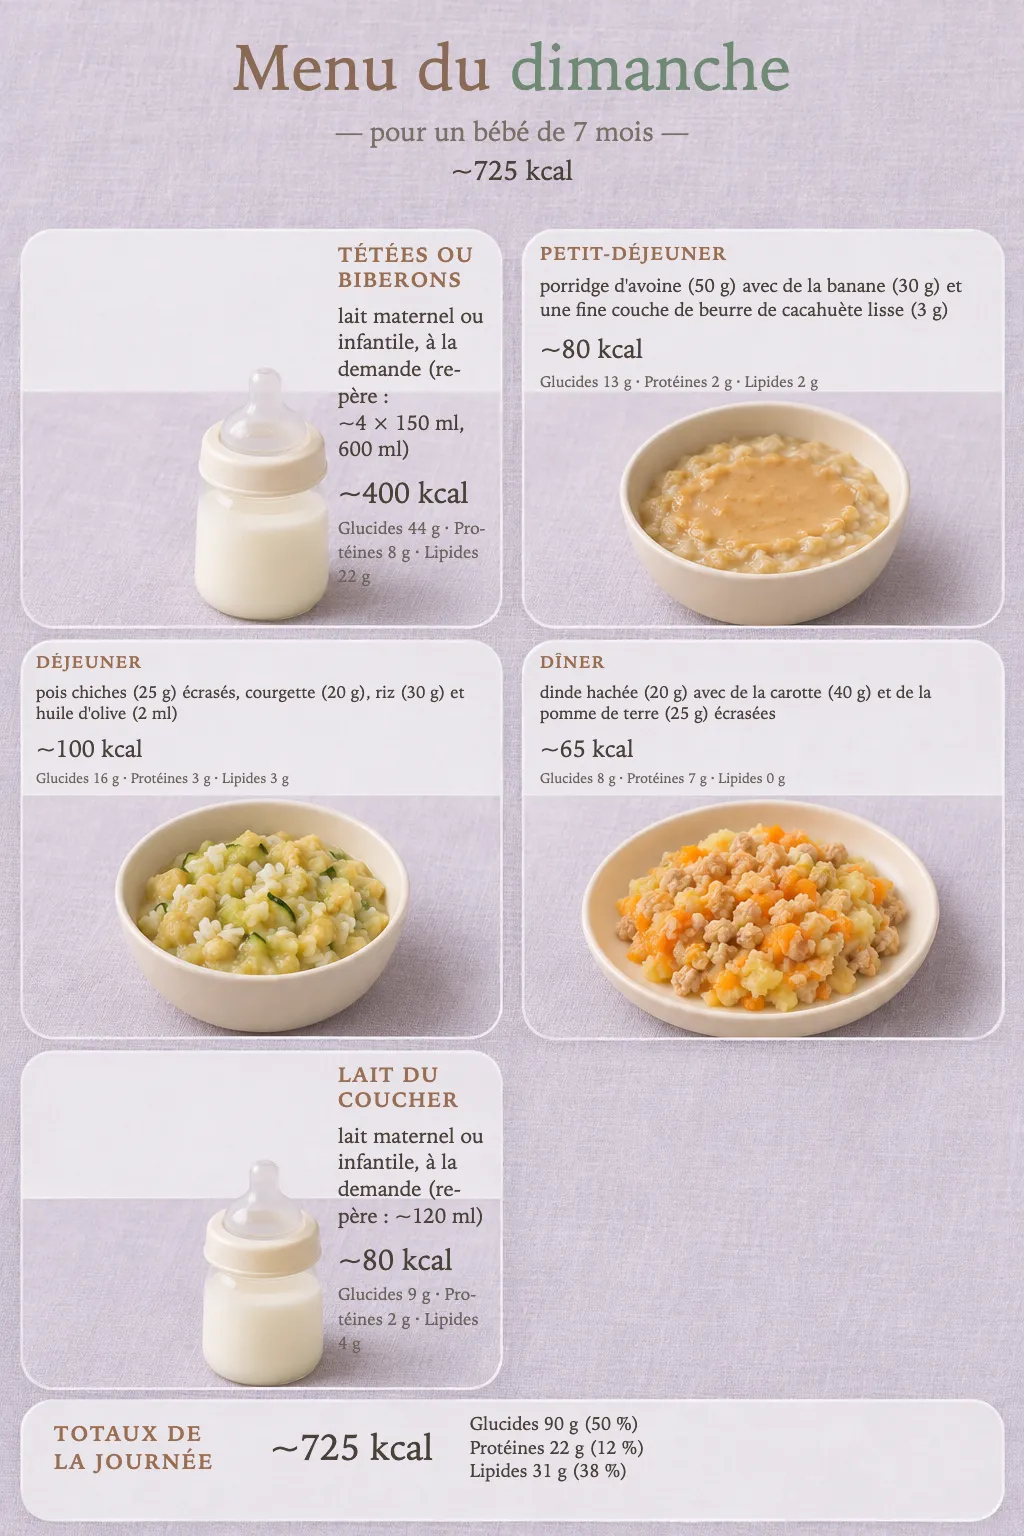 Menu du dimanche
— pour un bébé de 7 mois —
~725 kcal
TÉTÉES OU
BIBERONS
lait maternel ou
infantile, à la
demande (re-
père :
~4 × 150 ml,
600 ml)
~400 kcal
Glucides 44 g · Pro-
téines 8 g · Lipides
22 g
PETIT-DÉJEUNER
porridge d'avoine (50 g) avec de la banane (30 g) et
une fine couche de beurre de cacahuète lisse (3 g)
~80 kcal
Glucides 13 g · Protéines 2 g · Lipides 2 g
DÉJEUNER
pois chiches (25 g) écrasés, courgette (20 g), riz (30 g) et
huile d'olive (2 ml)
~100 kcal
Glucides 16 g · Protéines 3 g · Lipides 3 g
DÎNER
dinde hachée (20 g) avec de la carotte (40 g) et de la
pomme de terre (25 g) écrasées
~65 kcal
Glucides 8 g · Protéines 7 g · Lipides 0 g
LAIT DU
COUCHER
lait maternel ou
infantile, à la
demande (re-
père : ~120 ml)
~80 kcal
Glucides 9 g · Pro-
téines 2 g · Lipides
4 g
TOTAUX DE
LA JOURNÉE
~725 kcal
Glucides 90 g (50 %)
Protéines 22 g (12 %)
Lipides 31 g (38 %)